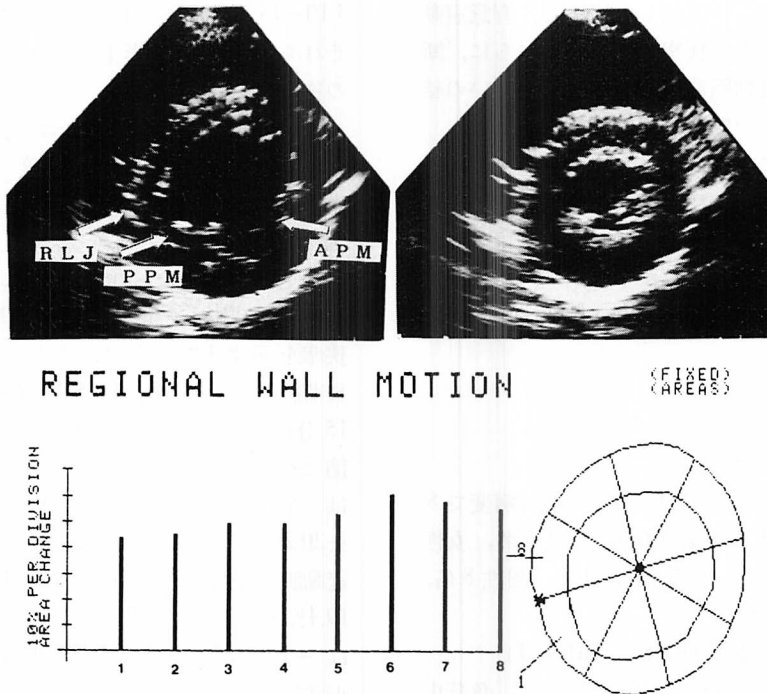 RLJ
PPM
APM
REGIONAL WALL MOTION
(FIXED)
(AREAS)
10% PER DIVISION
AREA CHANGE
1 2 3 4 5 6 7 8
8
1